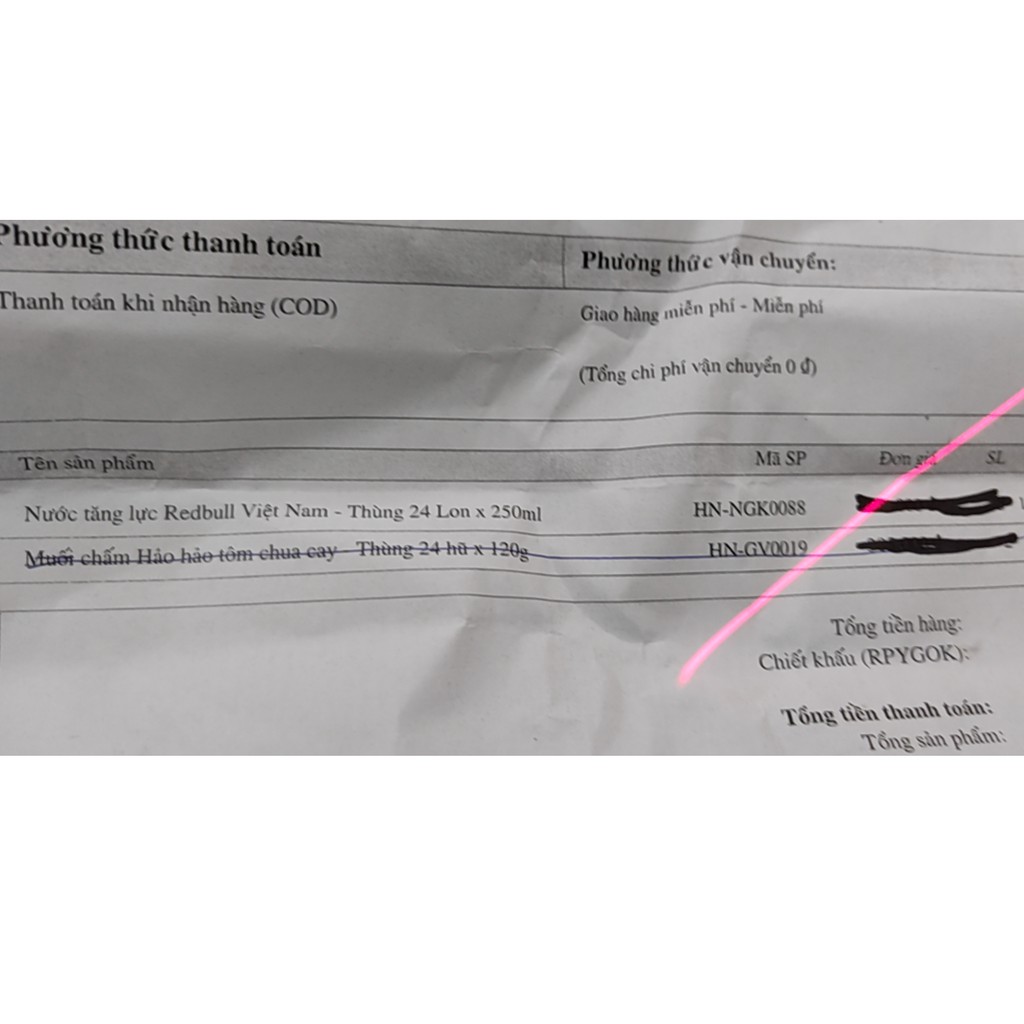 Phương thức thanh toán
Phương thức vận chuyển:
Thanh toán khi nhận hàng (COD)
Giao hàng miễn phí - Miễn phí
(Tổng chi phí vận chuyển 0 đ)
Tên sản phẩm Mã SP Đơn giá SL
Nước tăng lực Redbull Việt Nam - Thùng 24 Lon x 250ml HN-NGK0088
Muối chấm Hảo hảo tôm chua cay - Thùng 24 hũ x 120g HN-GV0019
Tổng tiền hàng:
Chiết khấu (RPYGOK):
Tổng tiền thanh toán:
Tổng sản phẩm: